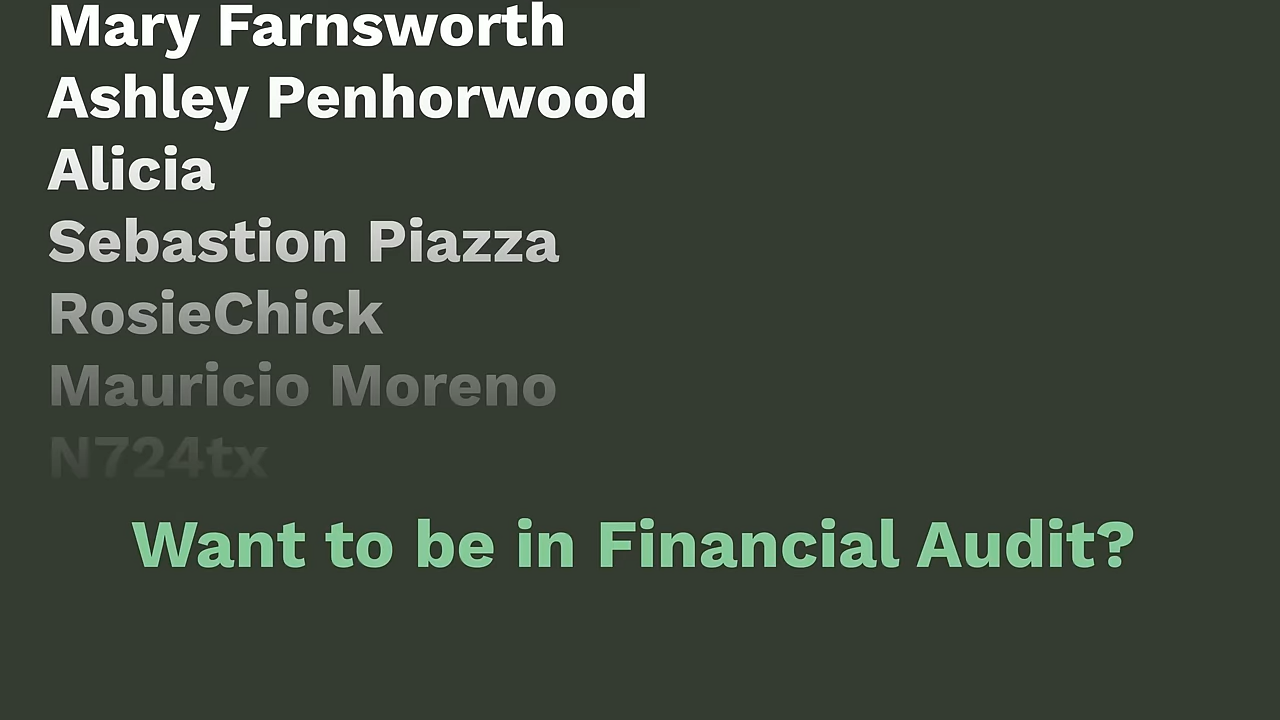 Mary Farnsworth
Ashley Penhorwood
Alicia
Sebastion Piazza
RosieChick
Mauricio Moreno
N724tx
Want to be in Financial Audit?